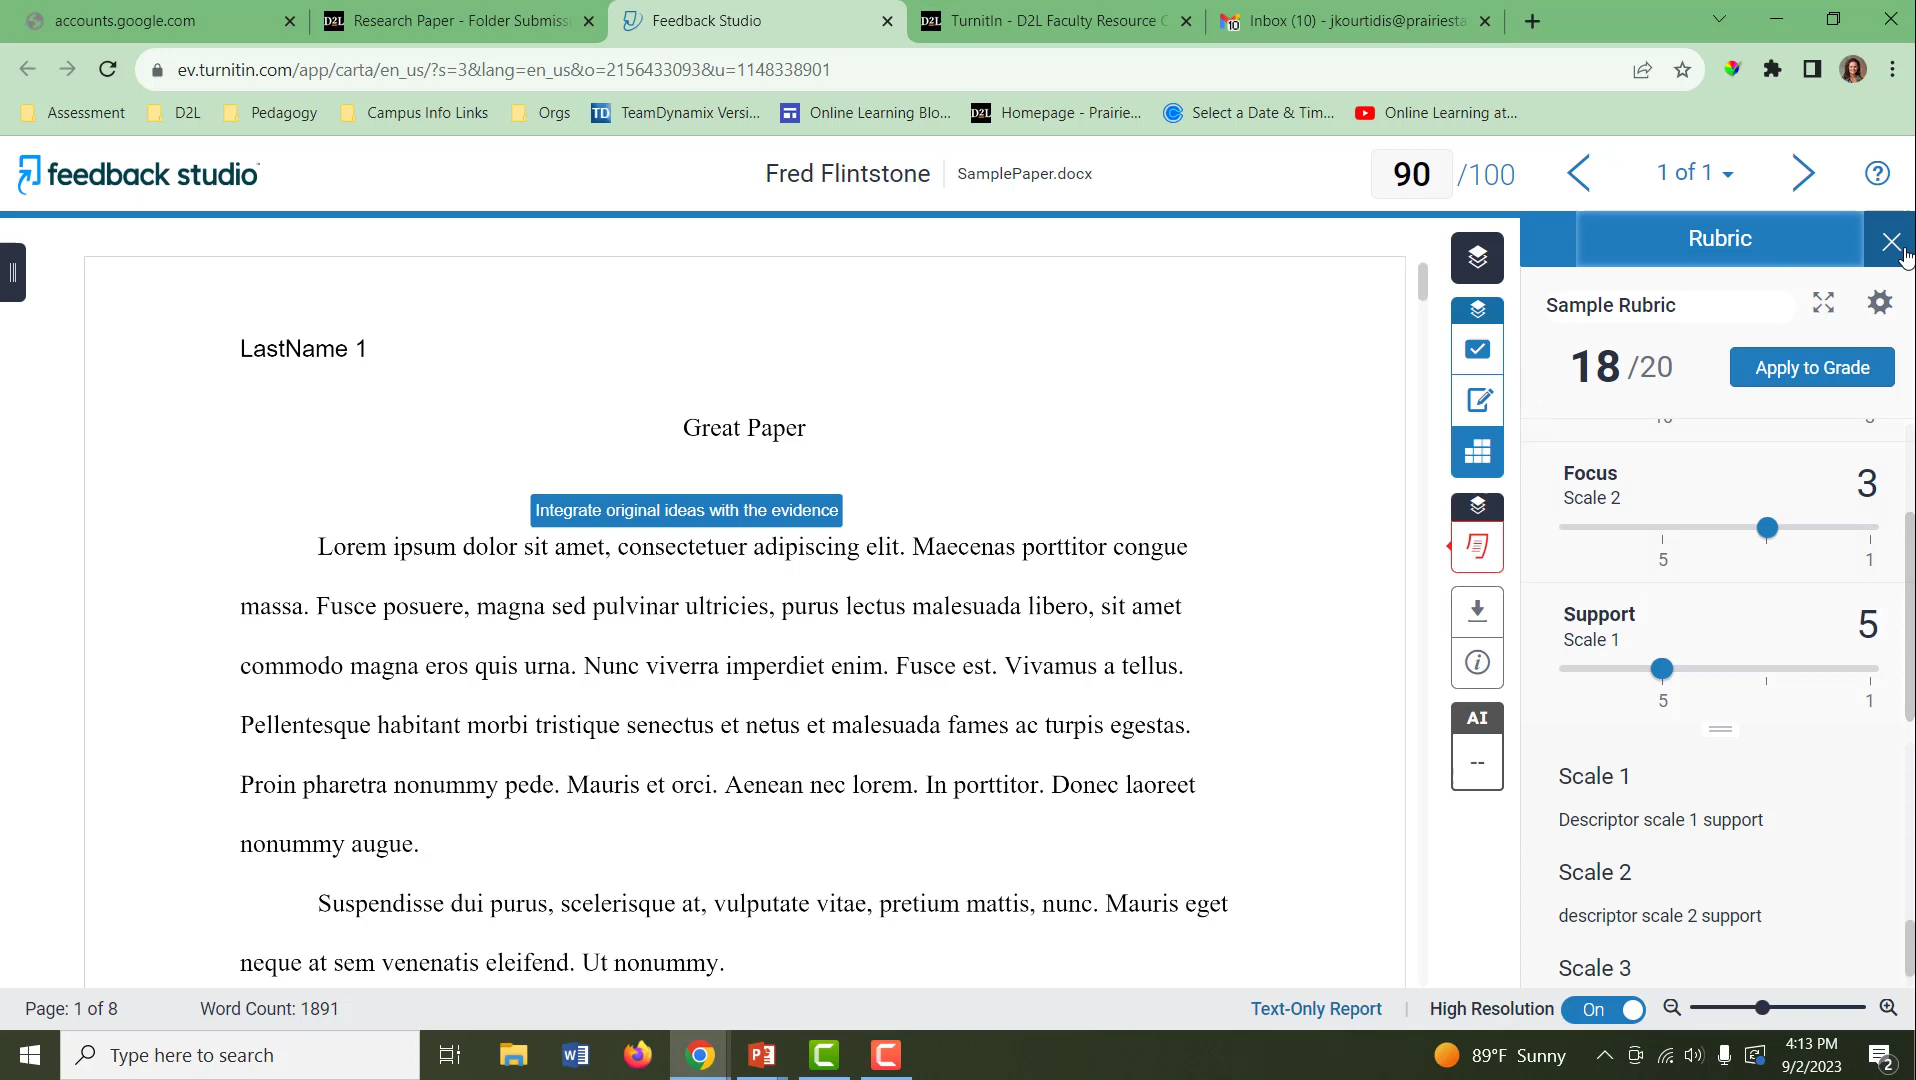 accounts.google.com
D2L Research Paper - Folder Submiss
Feedback Studio
D2L TurnitIn - D2L Faculty Resource C
10 Inbox (10) - jkourtidis@prairiesta
ev.turnitin.com/app/carta/en_us/?s=3&lang=en_us&o=2156433093&u=1148338901
Assessment
D2L
Pedagogy
Campus Info Links
Orgs
TD TeamDynamix Versi...
Online Learning Blo...
D2L Homepage - Prairie...
Select a Date & Tim...
Online Learning at...
feedback studio
Fred Flintstone
SamplePaper.docx
90 /100
1 of 1
?
LastName 1
Great Paper
Integrate original ideas with the evidence
Lorem ipsum dolor sit amet, consectetuer adipiscing elit. Maecenas porttitor congue
massa. Fusce posuere, magna sed pulvinar ultricies, purus lectus malesuada libero, sit amet
commodo magna eros quis urna. Nunc viverra imperdiet enim. Fusce est. Vivamus a tellus.
Pellentesque habitant morbi tristique senectus et netus et malesuada fames ac turpis egestas.
Proin pharetra nonummy pede. Mauris et orci. Aenean nec lorem. In porttitor. Donec laoreet
nonummy augue.
Suspendisse dui purus, scelerisque at, vulputate vitae, pretium mattis, nunc. Mauris eget
neque at sem venenatis eleifend. Ut nonummy.
AI
--
Rubric
Sample Rubric
18 /20
Apply to Grade
Focus
Scale 2
3
5 1
Support
Scale 1
5
5 1
Scale 1
Descriptor scale 1 support
Scale 2
descriptor scale 2 support
Scale 3
Page: 1 of 8
Word Count: 1891
Text-Only Report
High Resolution On
Type here to search
89°F Sunny
4:13 PM
9/2/2023
2